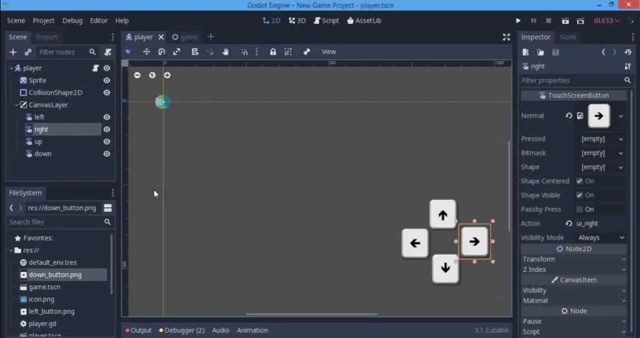 Godot Engine - New Game Project - player.tscn
Scene Project Debug Editor Help
2D 3D Script AssetLib
GLES3
Scene Import
Filter nodes
player
Sprite
CollisionShape2D
CanvasLayer
left
right
up
down
FileSystem
res://down_button.png
Search files
Favorites:
res://
default_env.tres
down_button.png
game.tscn
icon.png
left_button.png
player.gd
player.tscn
player
game
View
Output Debugger (2) Audio Animation
3.1.2.stable
Inspector Node
right
Filter properties
TouchScreenButton
Normal
Pressed [empty]
Bitmask [empty]
Shape [empty]
Shape Centered On
Shape Visible On
Passby Press On
Action ui_right
Visibility Mode Always
Node2D
Transform
Z Index
CanvasItem
Visibility
Material
Node
Pause
Script